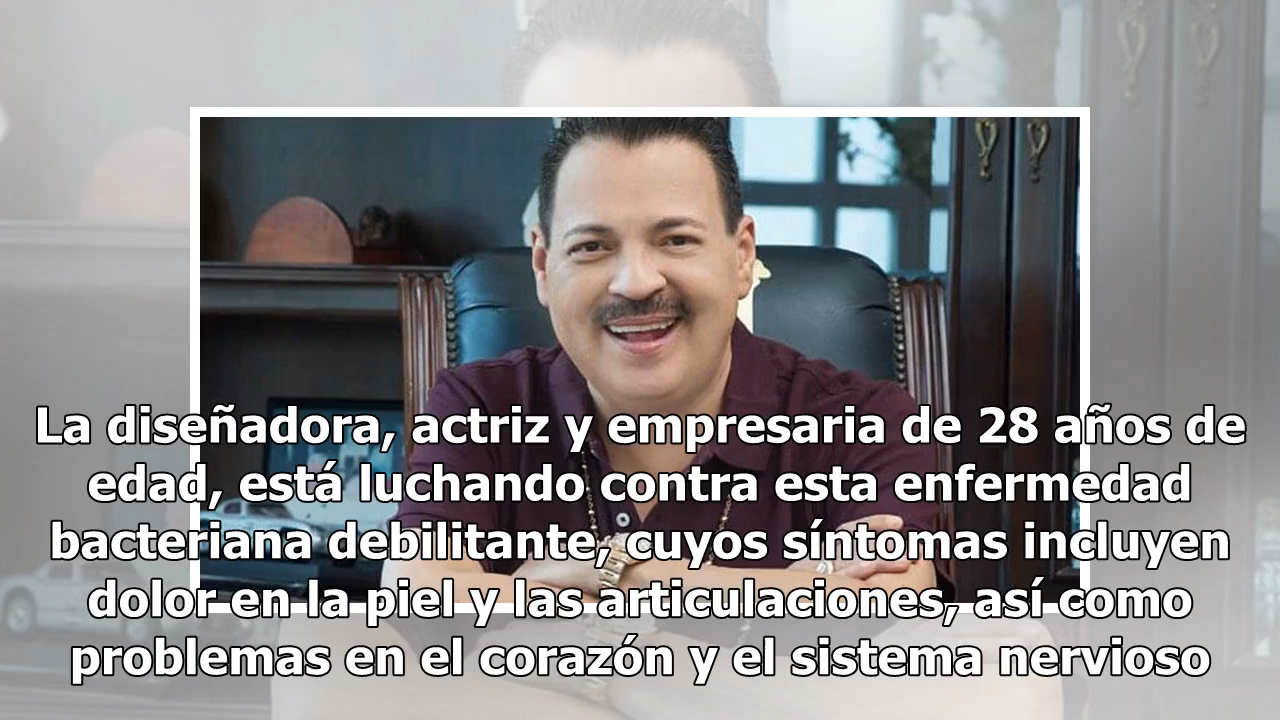 La diseñadora, actriz y empresaria de 28 años de
edad, está luchando contra esta enfermedad
bacteriana debilitante, cuyos síntomas incluyen
dolor en la piel y las articulaciones, así como
problemas en el corazón y el sistema nervioso